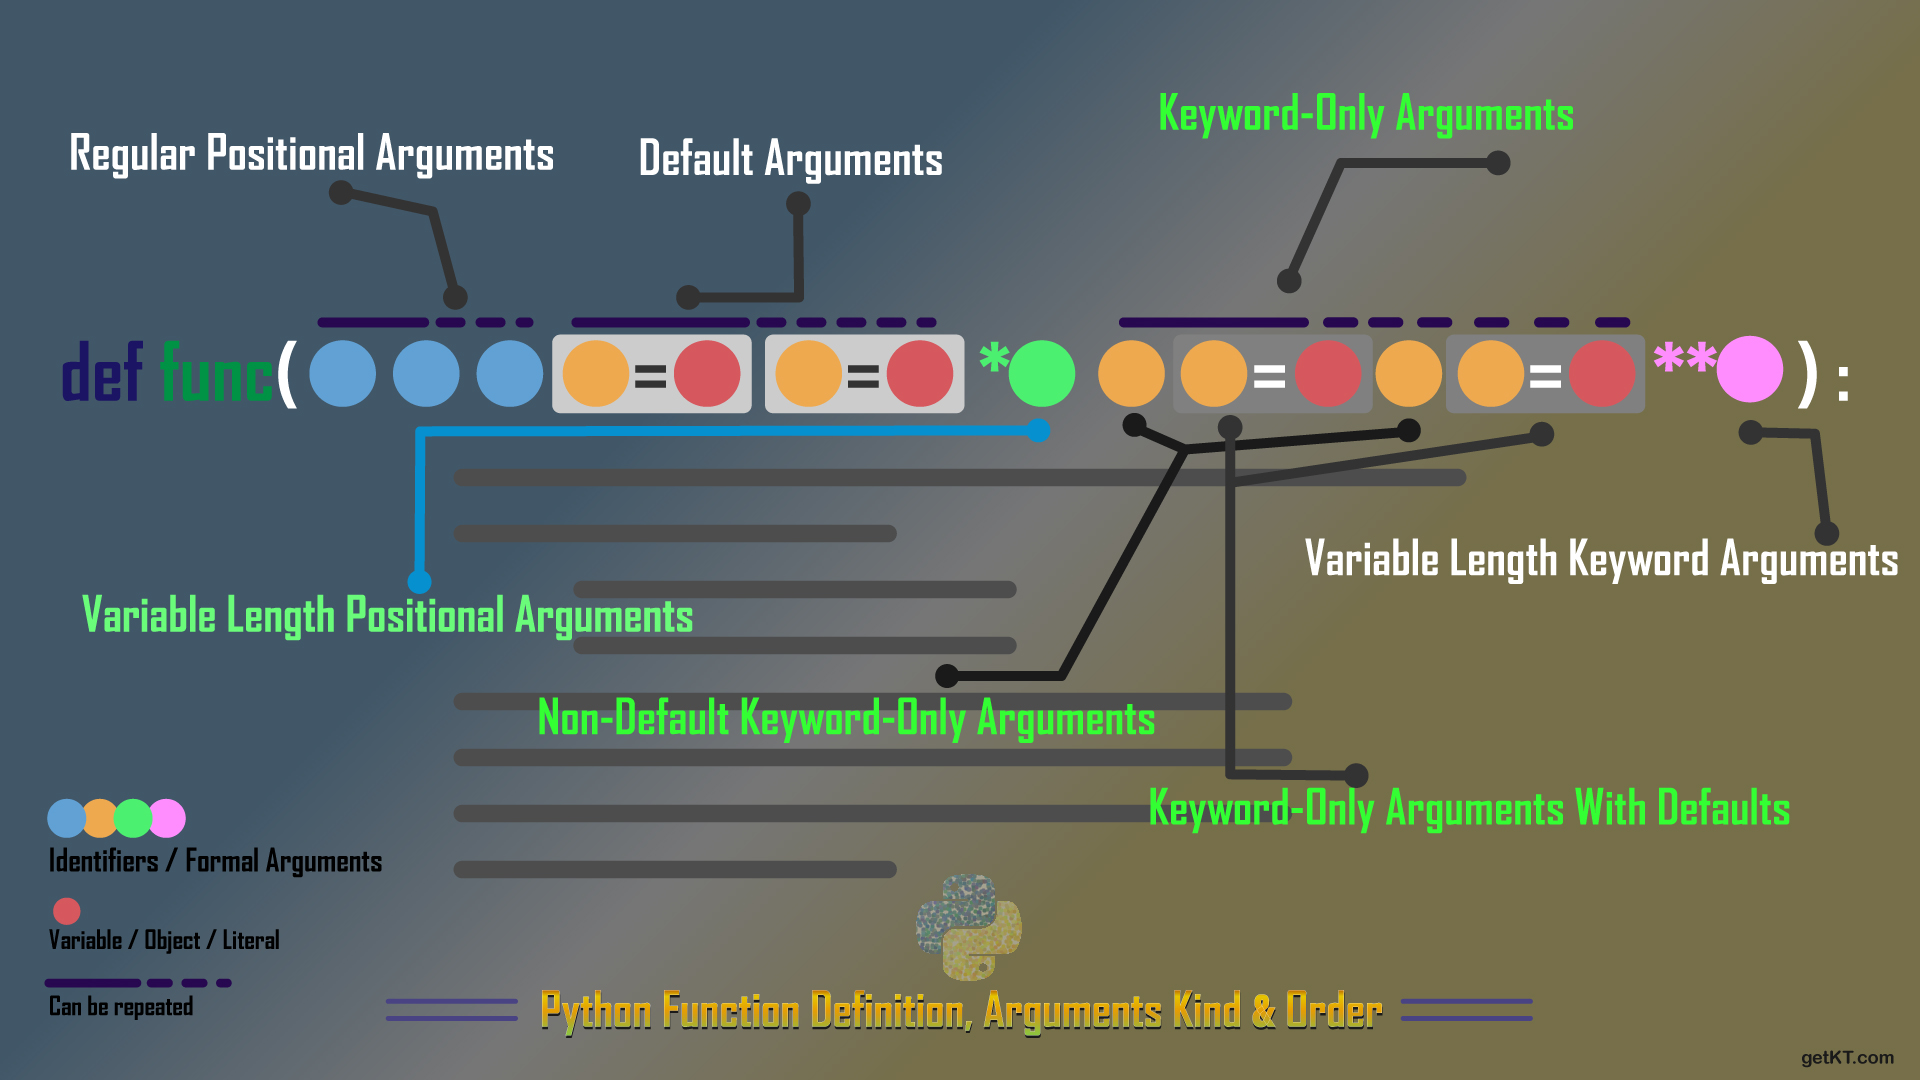 Keyword-Only Arguments
Regular Positional Arguments
Default Arguments
def func( = = * = = ** ) :
Variable Length Keyword Arguments
Variable Length Positional Arguments
Non-Default Keyword-Only Arguments
Keyword-Only Arguments With Defaults
Identifiers / Formal Arguments
Variable / Object / Literal
Can be repeated
Python Function Definition, Arguments Kind & Order
getKT.com